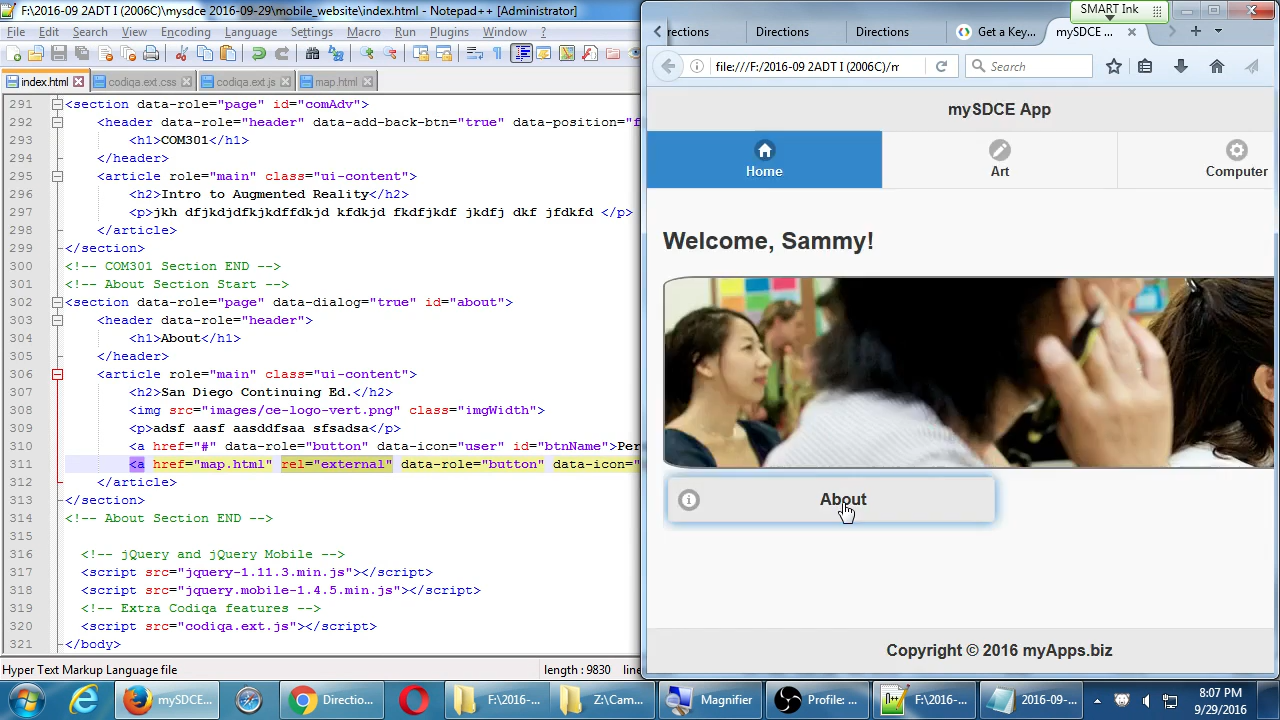 F:\2016-09 2ADT I (2006C)\mysdce 2016-09-29\mobile_website\index.html - Notepad++ [Administrator]
File Edit Search View Encoding Language Settings Macro Run Plugins Window ?
index.html codiqa.ext.css codiqa.ext.js map.html
291 <section data-role="page" id="comAdv">
292 <header data-role="header" data-add-back-btn="true" data-position="f
293 <h1>COM301</h1>
294 </header>
295 <article role="main" class="ui-content">
296 <h2>Intro to Augmented Reality</h2>
297 <p>jkh dfjkdjdfkjkdffdkjd kfdkjd fkdfjkdf jkdfj dkf jfdkfd </p>
298 </article>
299 </section>
300 <!-- COM301 Section END -->
301 <!-- About Section Start -->
302 <section data-role="page" data-dialog="true" id="about">
303 <header data-role="header">
304 <h1>About</h1>
305 </header>
306 <article role="main" class="ui-content">
307 <h2>San Diego Continuing Ed.</h2>
308 <img src="images/ce-logo-vert.png" class="imgWidth">
309 <p>adsf aasf aasddfsaa sfsadsa</p>
310 <a href="#" data-role="button" data-icon="user" id="btnName">Per
311 <a href="map.html" rel="external" data-role="button" data-icon="
312 </article>
313 </section>
314 <!-- About Section END -->
315
316 <!-- jQuery and jQuery Mobile -->
317 <script src="jquery-1.11.3.min.js"></script>
318 <script src="jquery.mobile-1.4.5.min.js"></script>
319 <!-- Extra Codiqa features -->
320 <script src="codiqa.ext.js"></script>
321 </body>
Hyper Text Markup Language file length : 9830 line
SMART Ink
rections Directions Directions Get a Key... mySDCE ...
file:///F:/2016-09 2ADT I (2006C)/m Search
mySDCE App
Home Art Computer
Welcome, Sammy!
About
Copyright © 2016 myApps.biz
mySDCE... Directio... F:\2016-... Z:\Cam... Magnifier Profile: ... F:\2016-... 2016-09-... 8:07 PM
9/29/2016